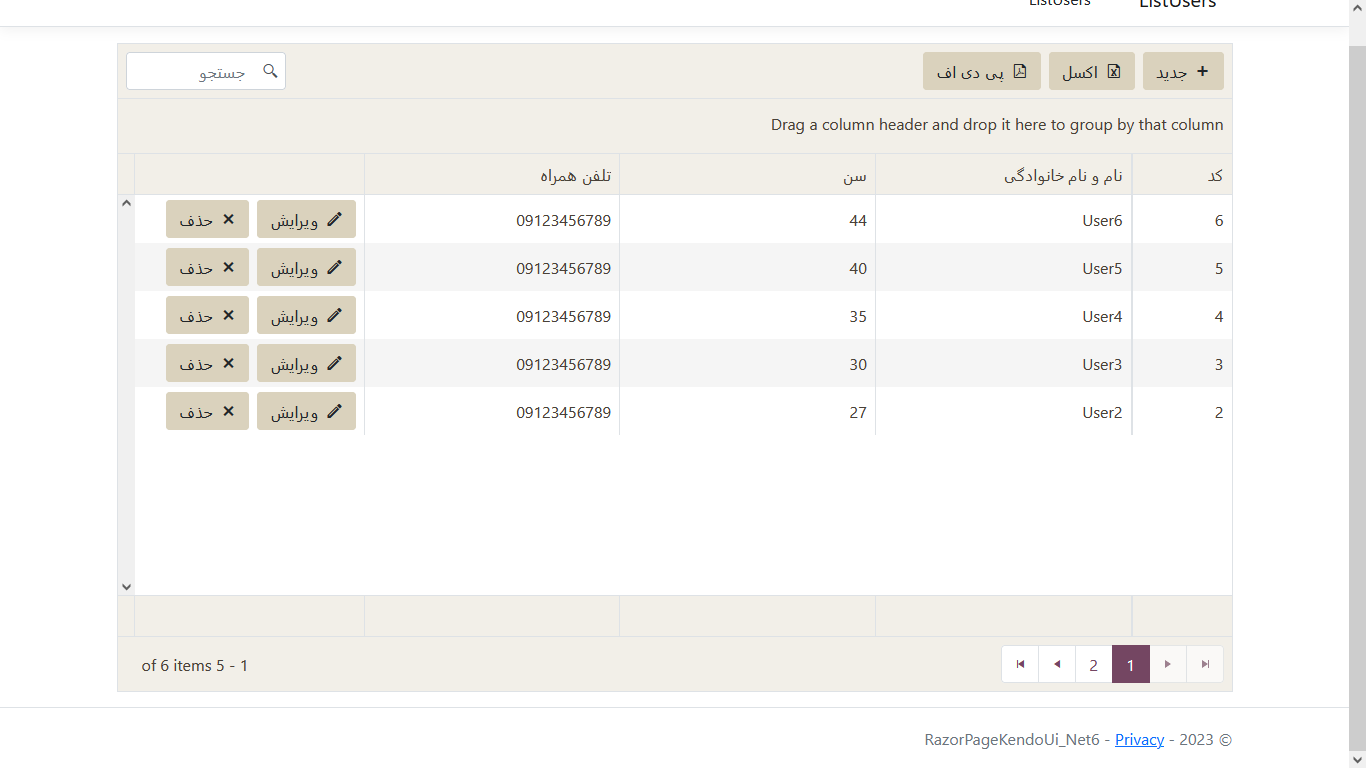 ListUsers ListUsers
جدید اکسل پی دی اف جستجو
Drag a column header and drop it here to group by that column
کد نام و نام خانوادگی سن تلفن همراه
6 User6 44 09123456789 ویرایش حذف
5 User5 40 09123456789 ویرایش حذف
4 User4 35 09123456789 ویرایش حذف
3 User3 30 09123456789 ویرایش حذف
2 User2 27 09123456789 ویرایش حذف
of 6 items 5 - 1 2 1
RazorPageKendoUi_Net6 - Privacy - 2023 ©